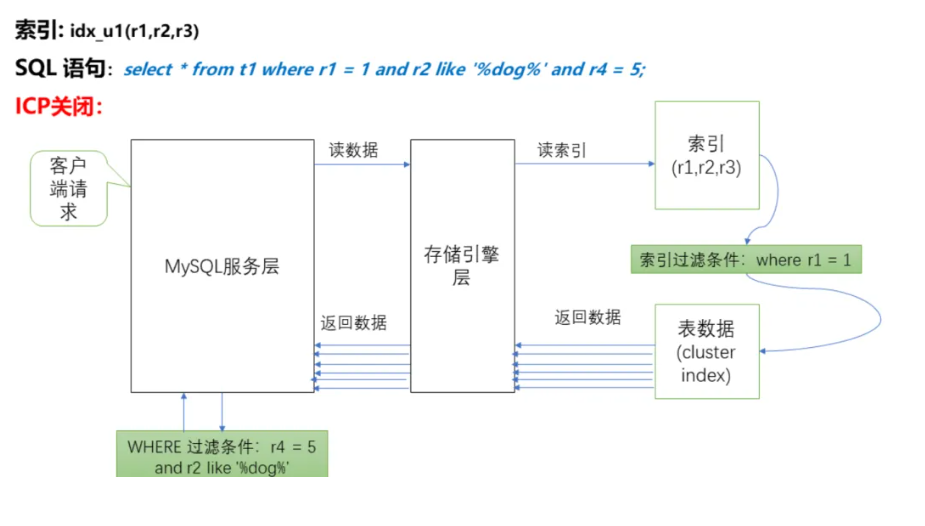 索引: idx_u1(r1,r2,r3)
SQL 语句：select * from t1 where r1 = 1 and r2 like '%dog%' and r4 = 5;
ICP关闭：
客户
端请
求
MySQL服务层
读数据
存储引擎
层
读索引
索引
(r1,r2,r3)
索引过滤条件：where r1 = 1
返回数据
返回数据
表数据
(cluster
index)
WHERE 过滤条件：r4 = 5
and r2 like '%dog%'